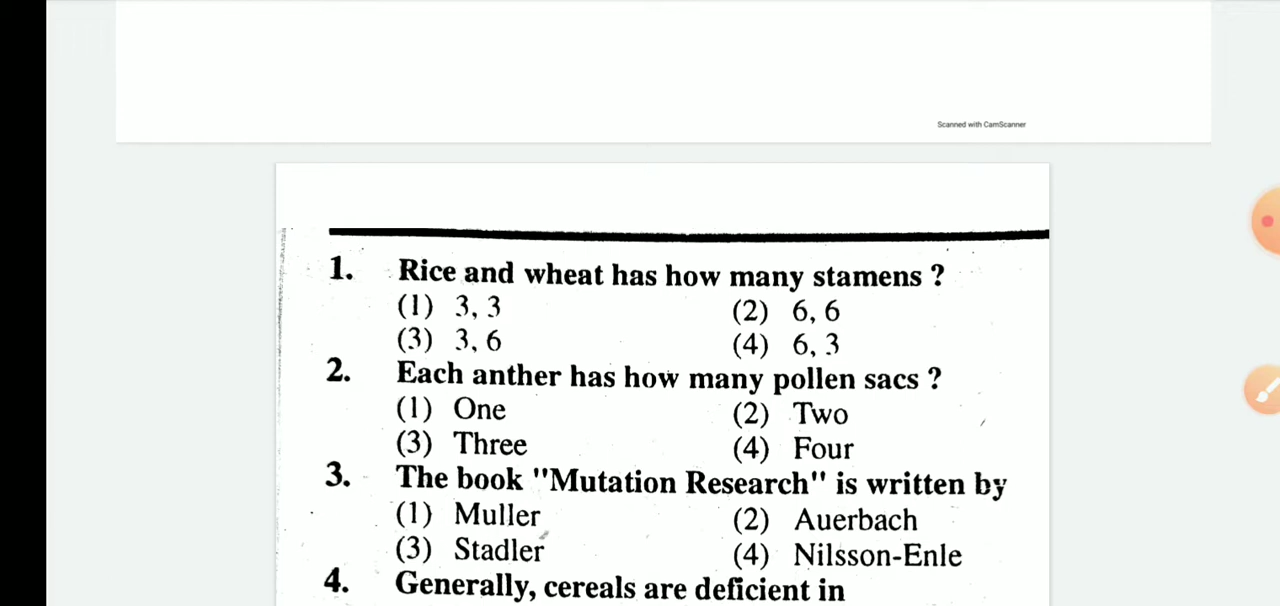 Scanned with CamScanner
1. Rice and wheat has how many stamens ?
(1) 3, 3 (2) 6, 6
(3) 3, 6 (4) 6, 3
2. Each anther has how many pollen sacs ?
(1) One (2) Two
(3) Three (4) Four
3. The book "Mutation Research" is written by
(1) Muller (2) Auerbach
(3) Stadler (4) Nilsson-Enle
4. Generally, cereals are deficient in